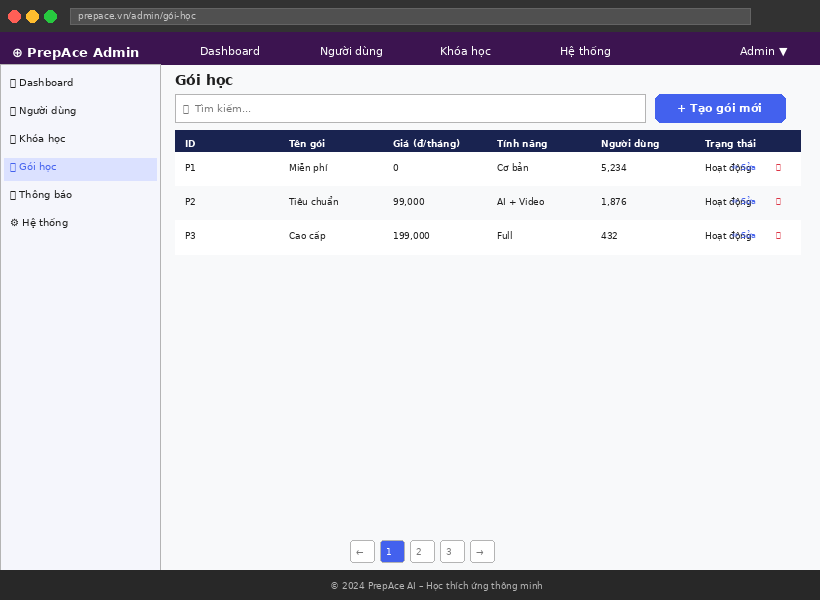 prepace.vn/admin/gói-học
⊕ PrepAce Admin Dashboard Người dùng Khóa học Hệ thống Admin ▼
Dashboard
Người dùng
Khóa học
Gói học
Thông báo
⚙ Hệ thống
Gói học
Tìm kiếm...
+ Tạo gói mới
ID Tên gói Giá (đ/tháng) Tính năng Người dùng Trạng thái
P1 Miễn phí 0 Cơ bản 5,234 Hoạt động
P2 Tiêu chuẩn 99,000 AI + Video 1,876 Hoạt động
P3 Cao cấp 199,000 Full 432 Hoạt động
← 1 2 3 →
© 2024 PrepAce AI – Học thích ứng thông minh